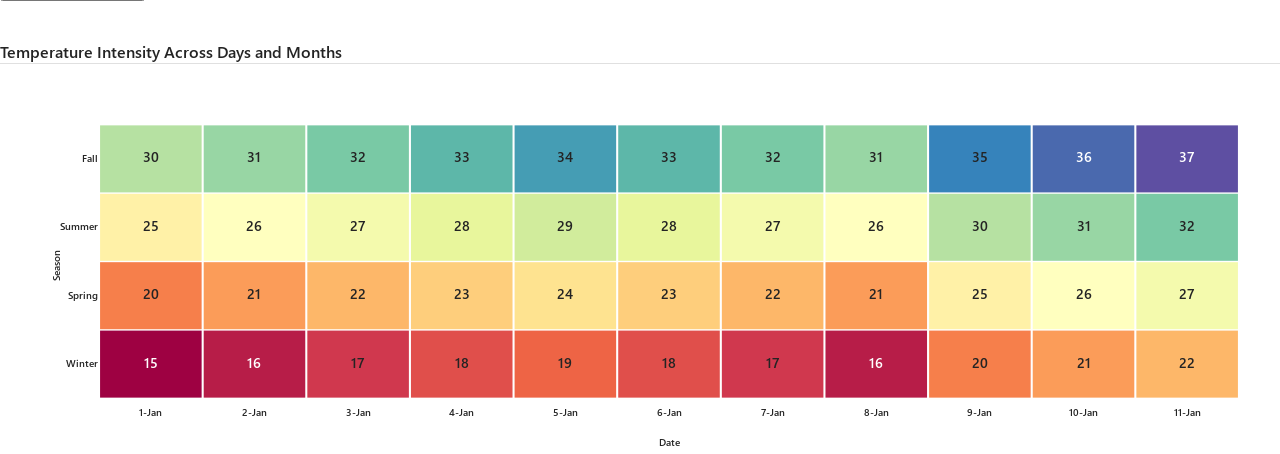 Temperature Intensity Across Days and Months
Fall 30 31 32 33 34 33 32 31 35 36 37
Summer 25 26 27 28 29 28 27 26 30 31 32
Season
Spring 20 21 22 23 24 23 22 21 25 26 27
Winter 15 16 17 18 19 18 17 16 20 21 22
1-Jan 2-Jan 3-Jan 4-Jan 5-Jan 6-Jan 7-Jan 8-Jan 9-Jan 10-Jan 11-Jan
Date